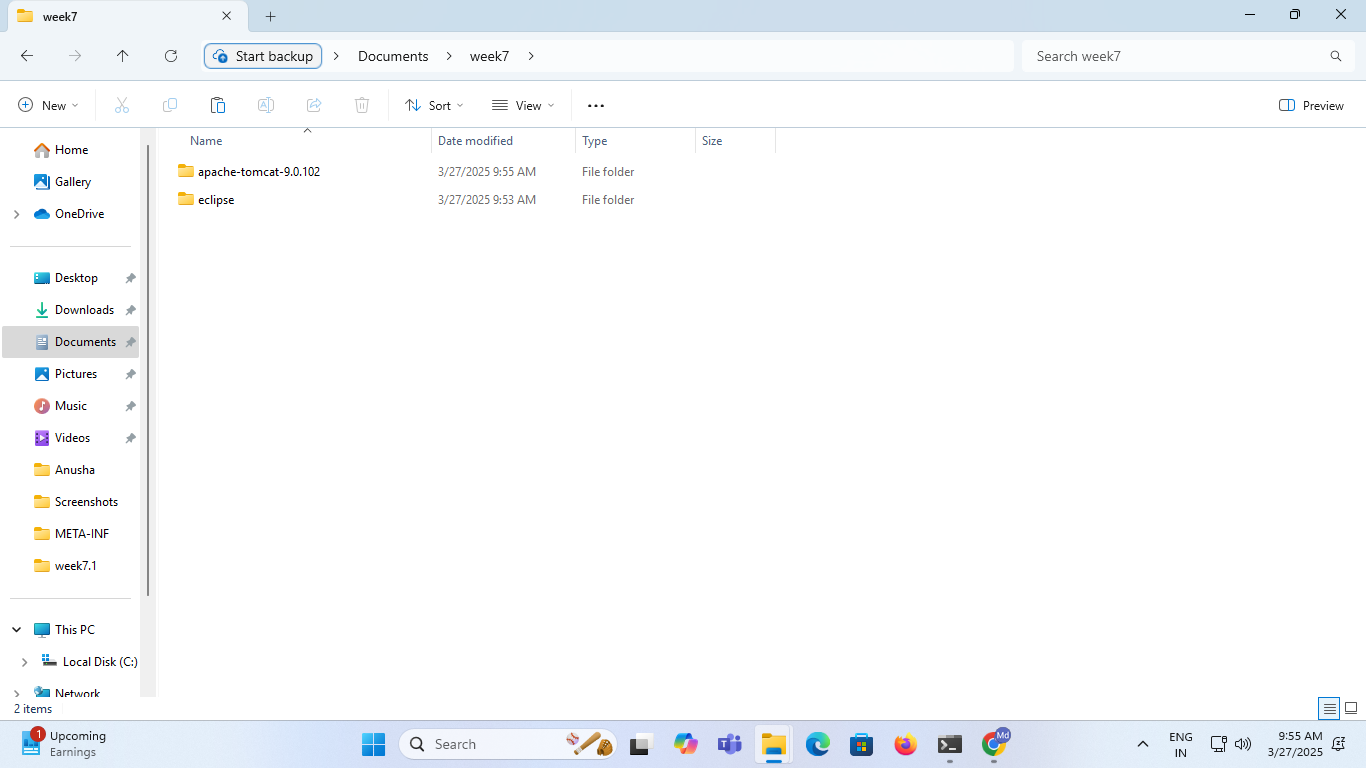 week7
Start backup
Documents
week7
Search week7
New
Sort
View
Preview
Name
Date modified
Type
Size
apache-tomcat-9.0.102
3/27/2025 9:55 AM
File folder
eclipse
3/27/2025 9:53 AM
File folder
Home
Gallery
OneDrive
Desktop
Downloads
Documents
Pictures
Music
Videos
Anusha
Screenshots
META-INF
week7.1
This PC
Local Disk (C:)
Network
2 items
1
Upcoming
Earnings
Search
Md
ENG
IN
9:55 AM
3/27/2025